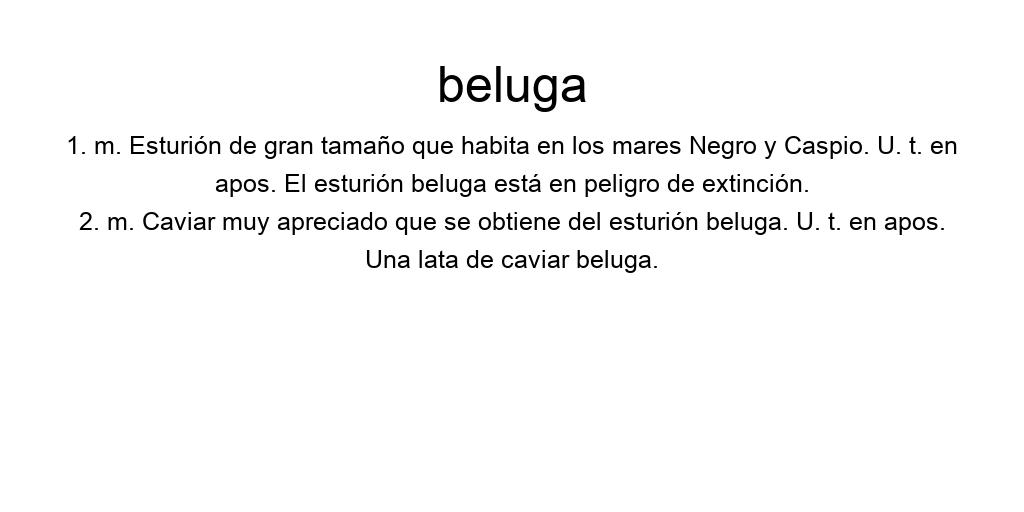 beluga
1. m. Esturión de gran tamaño que habita en los mares Negro y Caspio. U. t. en
apos. El esturión beluga está en peligro de extinción.
2. m. Caviar muy apreciado que se obtiene del esturión beluga. U. t. en apos.
Una lata de caviar beluga.